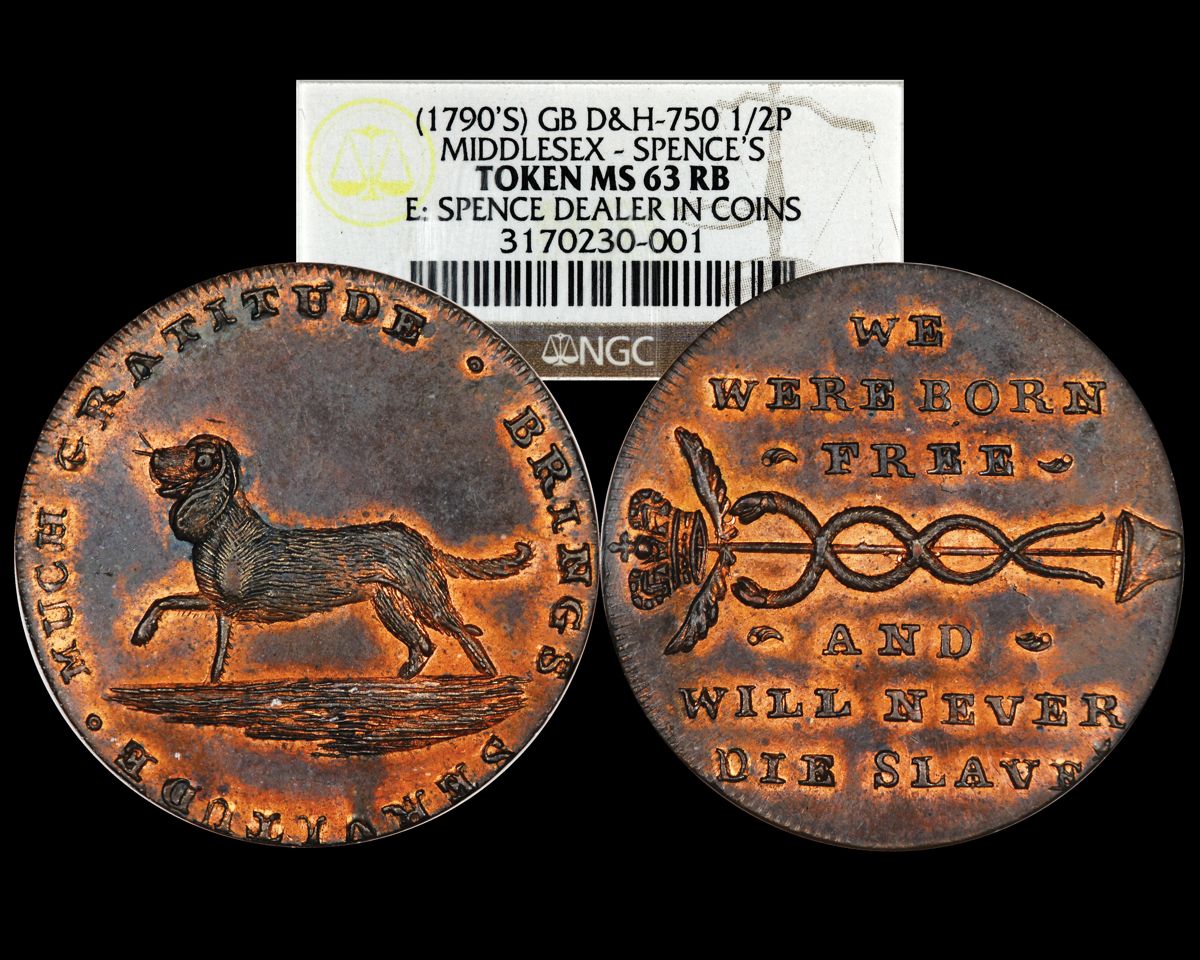 (1790'S) GB D&H-750 1/2P
MIDDLESEX - SPENCE'S
TOKEN MS 63 RB
E: SPENCE DEALER IN COINS
3170230-001
NGC
MUCH GRATITUDE · BRINGS SERVITUDE ·
WE
WERE BORN
FREE
AND
WILL NEVER
DIE SLAVE